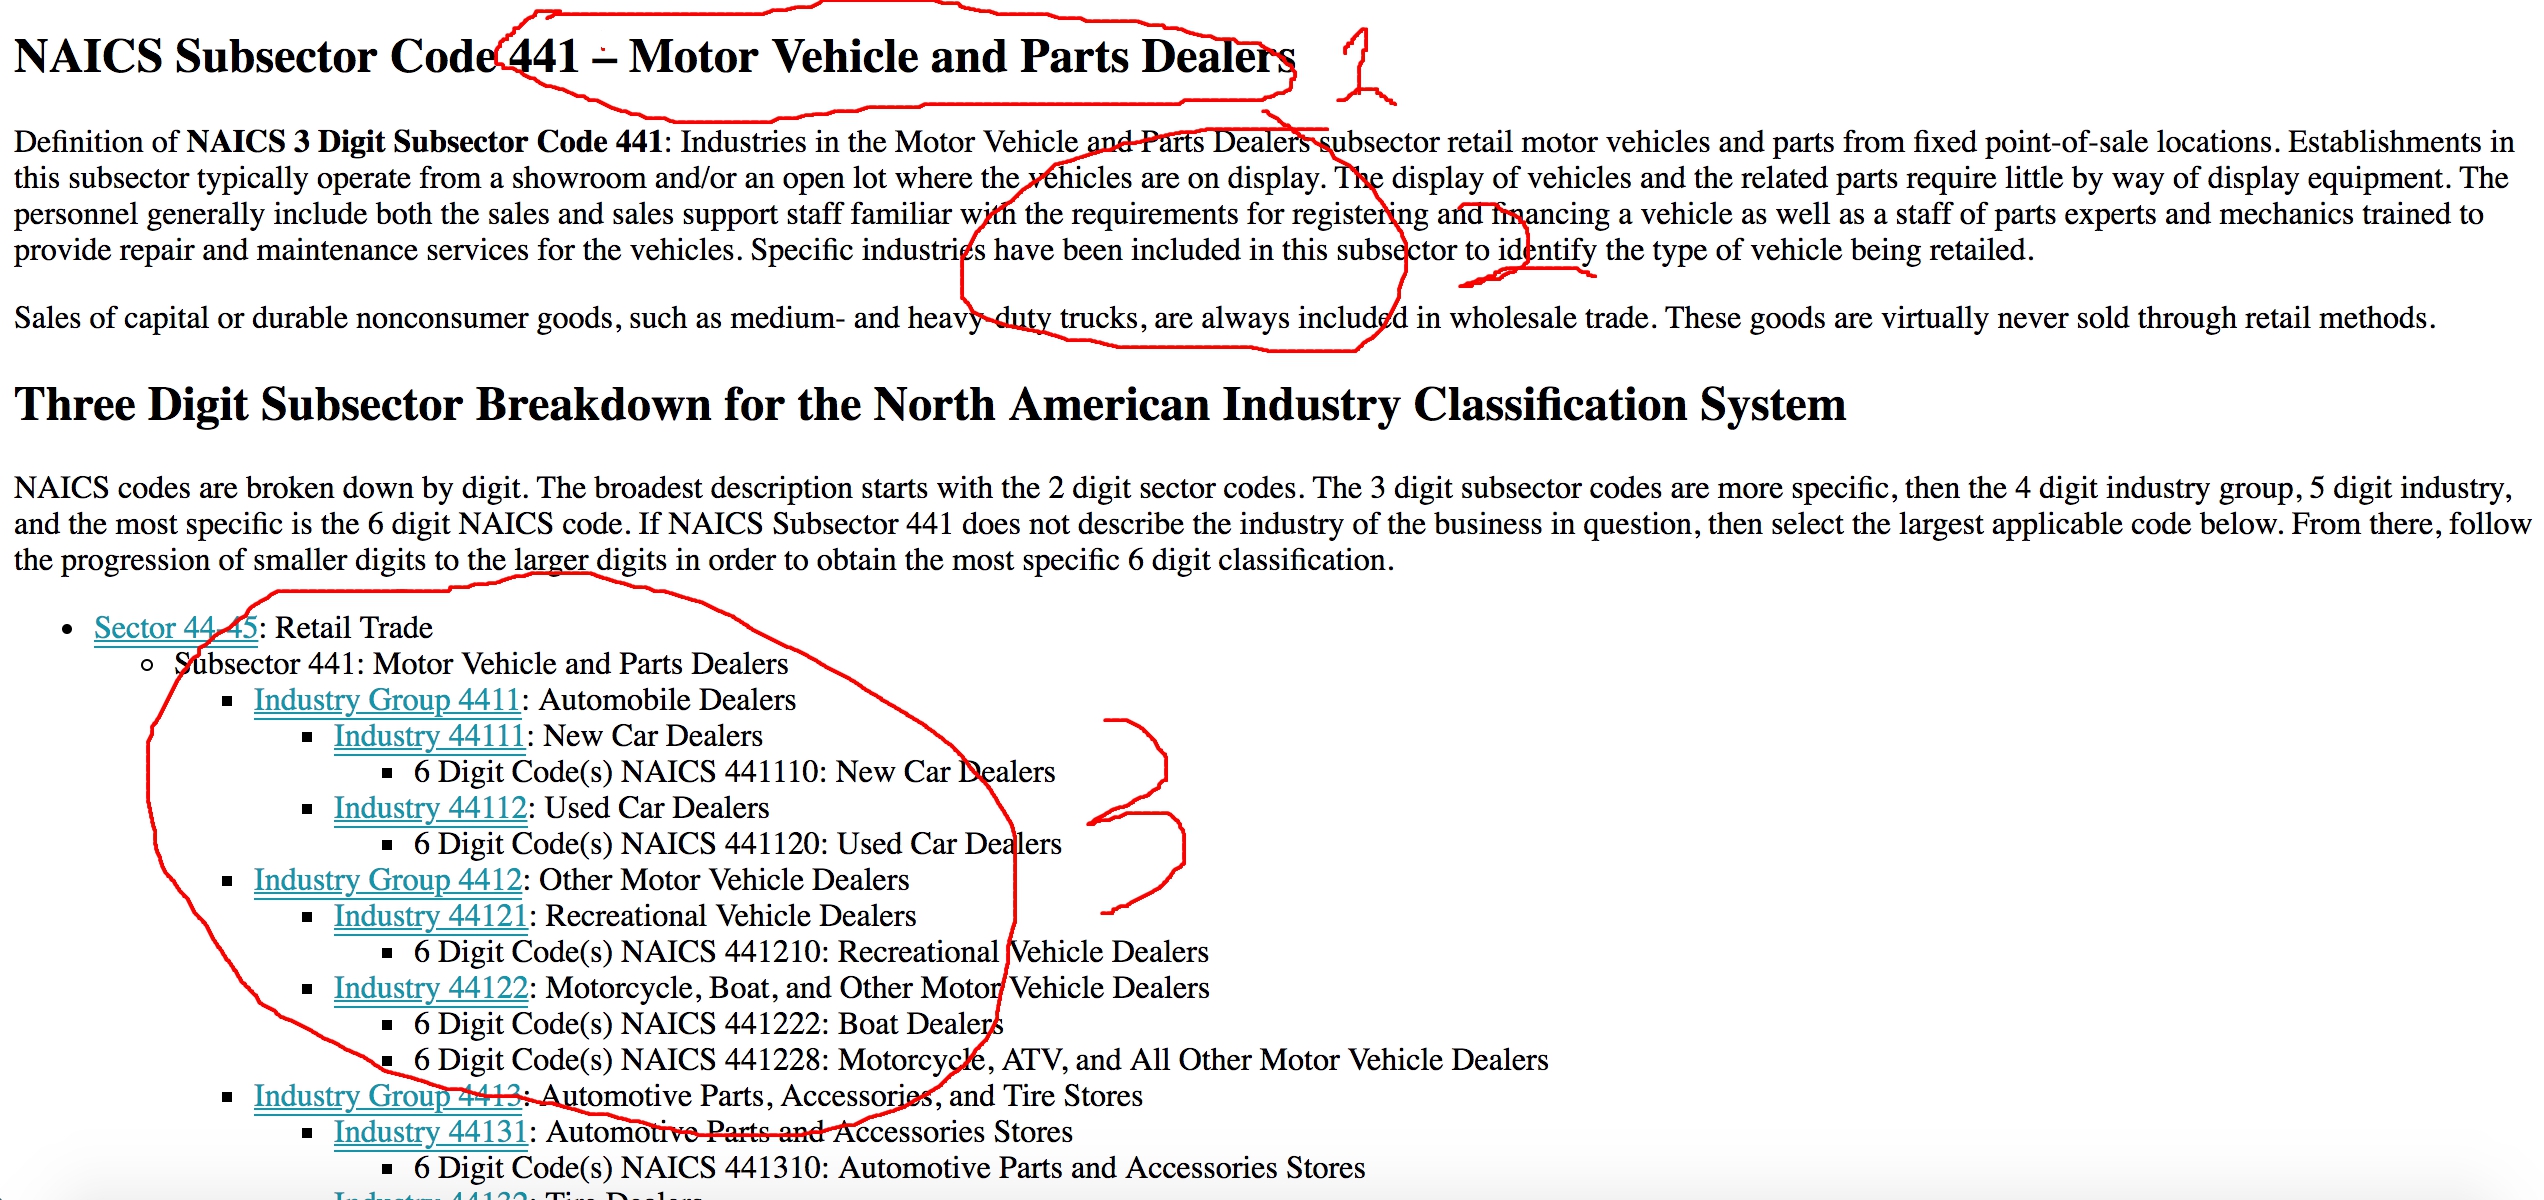 NAICS Subsector Code 441 – Motor Vehicle and Parts Dealers
1
Definition of NAICS 3 Digit Subsector Code 441: Industries in the Motor Vehicle and Parts Dealers subsector retail motor vehicles and parts from fixed point-of-sale locations. Establishments in
this subsector typically operate from a showroom and/or an open lot where the vehicles are on display. The display of vehicles and the related parts require little by way of display equipment. The
personnel generally include both the sales and sales support staff familiar with the requirements for registering and financing a vehicle as well as a staff of parts experts and mechanics trained to
provide repair and maintenance services for the vehicles. Specific industries have been included in this subsector to identify the type of vehicle being retailed.
2
Sales of capital or durable nonconsumer goods, such as medium- and heavy-duty trucks, are always included in wholesale trade. These goods are virtually never sold through retail methods.
Three Digit Subsector Breakdown for the North American Industry Classification System
NAICS codes are broken down by digit. The broadest description starts with the 2 digit sector codes. The 3 digit subsector codes are more specific, then the 4 digit industry group, 5 digit industry,
and the most specific is the 6 digit NAICS code. If NAICS Subsector 441 does not describe the industry of the business in question, then select the largest applicable code below. From there, follow
the progression of smaller digits to the larger digits in order to obtain the most specific 6 digit classification.
Sector 44-45: Retail Trade
Subsector 441: Motor Vehicle and Parts Dealers
Industry Group 4411: Automobile Dealers
Industry 44111: New Car Dealers
6 Digit Code(s) NAICS 441110: New Car Dealers
Industry 44112: Used Car Dealers
6 Digit Code(s) NAICS 441120: Used Car Dealers
3
Industry Group 4412: Other Motor Vehicle Dealers
Industry 44121: Recreational Vehicle Dealers
6 Digit Code(s) NAICS 441210: Recreational Vehicle Dealers
Industry 44122: Motorcycle, Boat, and Other Motor Vehicle Dealers
6 Digit Code(s) NAICS 441222: Boat Dealers
6 Digit Code(s) NAICS 441228: Motorcycle, ATV, and All Other Motor Vehicle Dealers
Industry Group 4413: Automotive Parts, Accessories, and Tire Stores
Industry 44131: Automotive Parts and Accessories Stores
6 Digit Code(s) NAICS 441310: Automotive Parts and Accessories Stores
Industry 44132: Tire Dealers